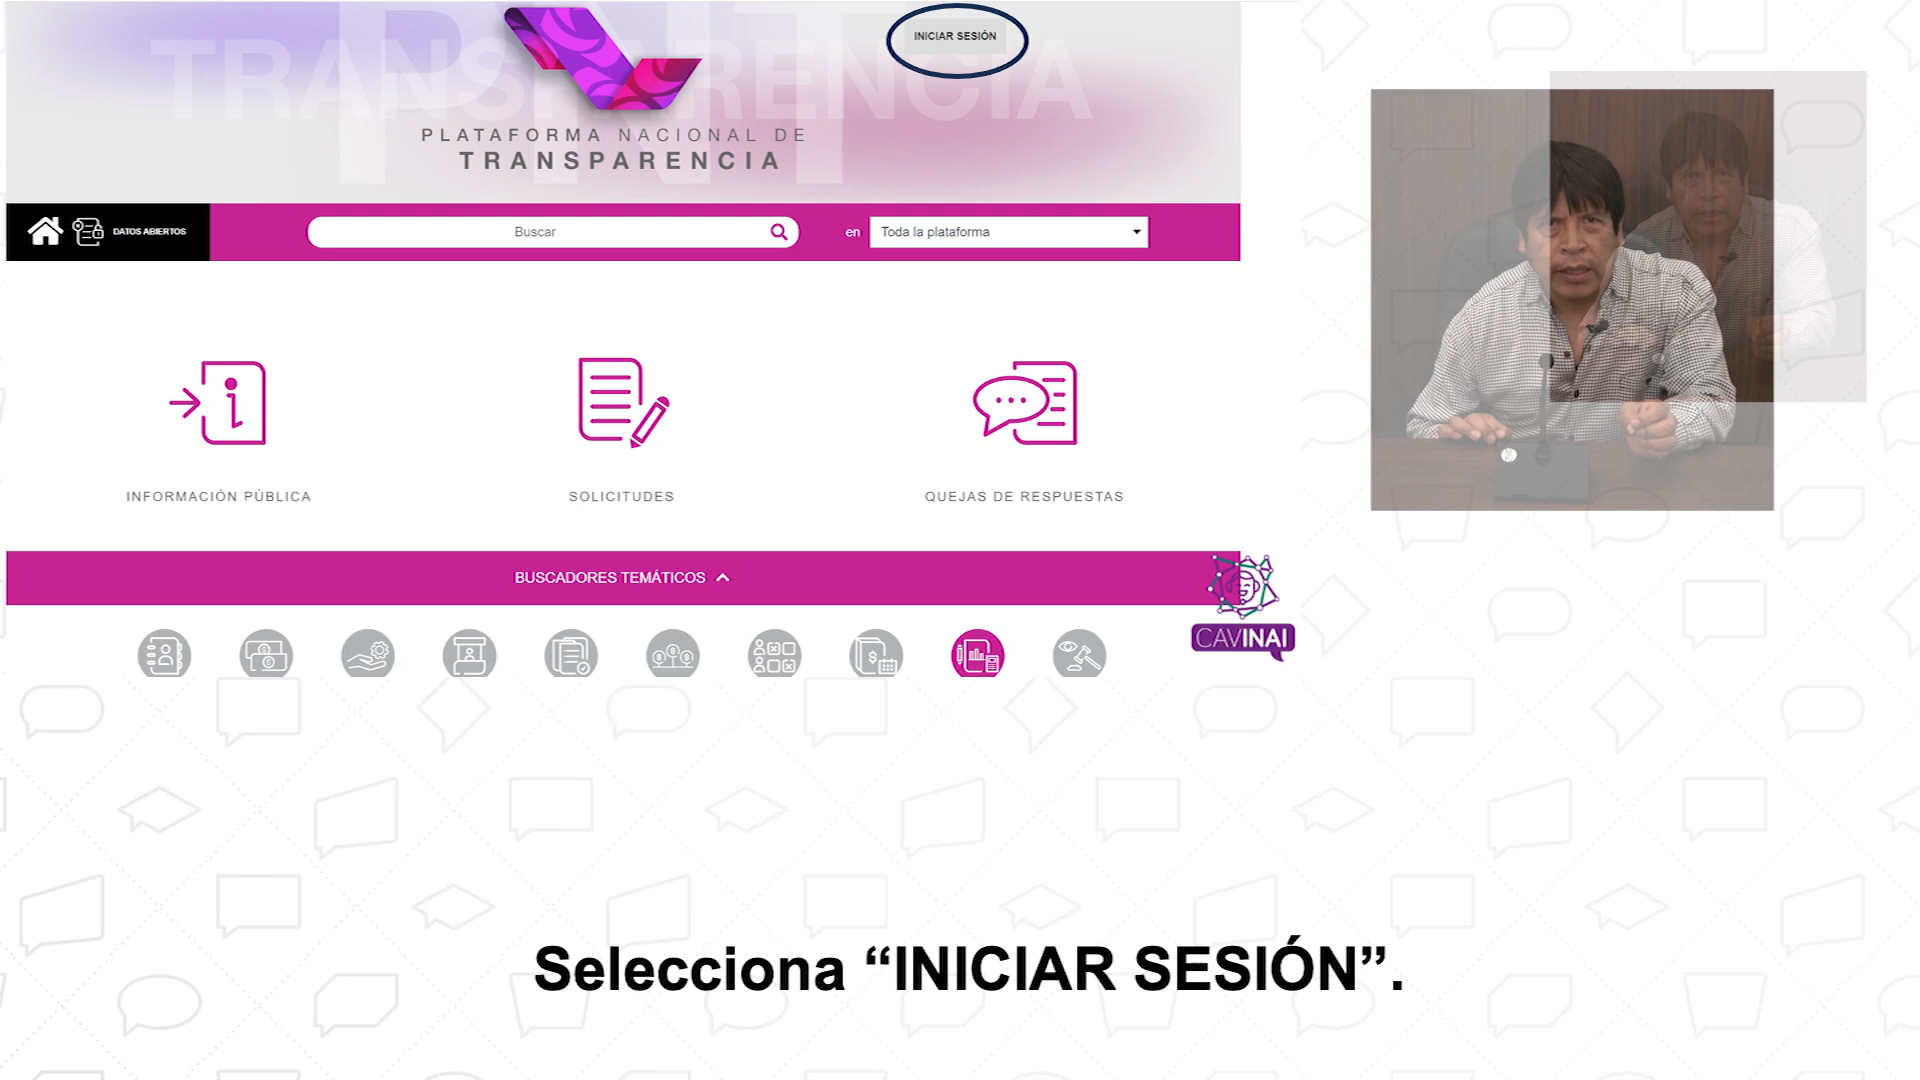 INICIAR SESIÓN
TRANSPARENCIA
PNT
PLATAFORMA NACIONAL DE
TRANSPARENCIA
DATOS ABIERTOS
Buscar
en
Toda la plataforma
INFORMACIÓN PÚBLICA
SOLICITUDES
QUEJAS DE RESPUESTAS
BUSCADORES TEMÁTICOS
CAVINAI
Selecciona “INICIAR SESIÓN”.